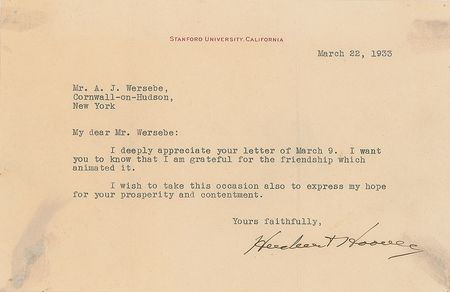 STANFORD UNIVERSITY, CALIFORNIA
March 22, 1933
Mr. A. J. Wersebe,
Cornwall-on-Hudson,
New York
My dear Mr. Wersebe:
I deeply appreciate your letter of March 9. I want
you to know that I am grateful for the friendship which
animated it.
I wish to take this occasion also to express my hope
for your prosperity and contentment.
Yours faithfully,
Herbert Hoover